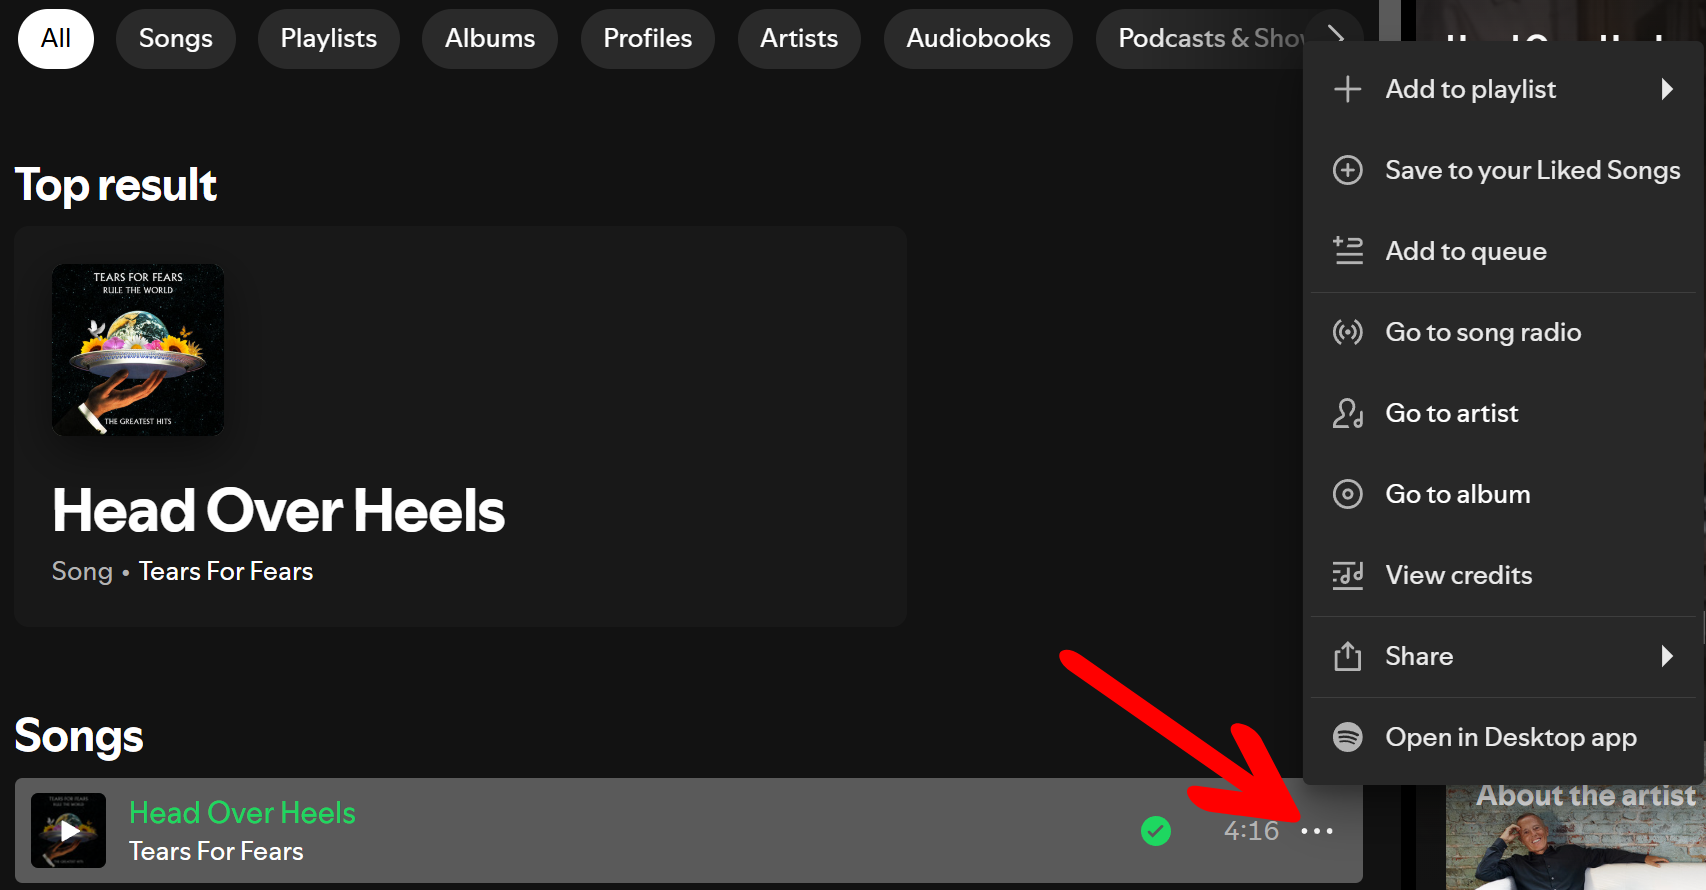 All
Songs
Playlists
Albums
Profiles
Artists
Audiobooks
Podcasts & Sho
Top result
TEARS FOR FEARS
RULE THE WORLD
THE GREATEST HITS
Head Over Heels
Song • Tears For Fears
Songs
Head Over Heels
Tears For Fears
4:16
Add to playlist
Save to your Liked Songs
Add to queue
Go to song radio
Go to artist
Go to album
View credits
Share
Open in Desktop app
About the artist